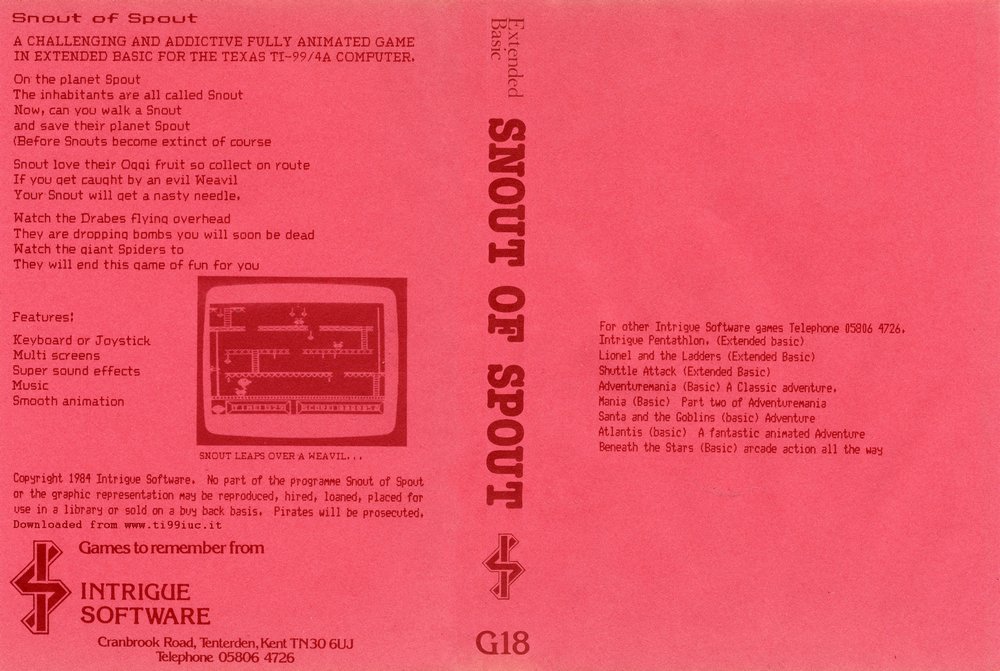 Snout of Spout
A CHALLENGING AND ADDICTIVE FULLY ANIMATED GAME
IN EXTENDED BASIC FOR THE TEXAS TI-99/4A COMPUTER.
On the planet Spout
The inhabitants are all called Snout
Now, can you walk a Snout
and save their planet Spout
(Before Snouts become extinct of course
Snout love their Oggi fruit so collect on route
If you get caught by an evil Weavil
Your Snout will get a nasty needle.
Watch the Drabes flying overhead
They are dropping bombs you will soon be dead
Watch the giant Spiders to
They will end this game of fun for you
Features:
Keyboard or Joystick
Multi screens
Super sound effects
Music
Smooth animation
SNOUT LEAPS OVER A WEAVIL...
Copyright 1984 Intrigue Software. No part of the programme Snout of Spout
or the graphic representation may be reproduced, hired, loaned, placed for
use in a library or sold on a buy back basis. Pirates will be prosecuted.
Downloaded from www.ti99iuc.it
Games to remember from
INTRIGUE
SOFTWARE
Cranbrook Road, Tenterden, Kent TN30 6UJ
Telephone 05806 4726
Extended
Basic
SNOUT OF SPOUT
G18
For other Intrigue Software games Telephone 05806 4726.
Intrigue Pentathlon. (Extended basic)
Lionel and the Ladders (Extended Basic)
Shuttle Attack (Extended Basic)
Adventuremania (Basic) A Classic adventure.
Mania (Basic) Part two of Adventuremania
Santa and the Goblins (basic) Adventure
Atlantis (basic) A fantastic animated Adventure
Beneath the Stars (Basic) arcade action all the way